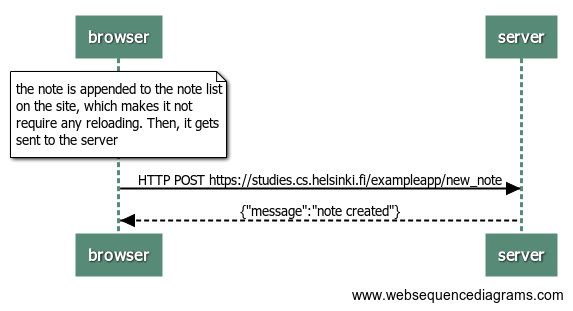 browser server
the note is appended to the note list
on the site, which makes it not
require any reloading. Then, it gets
sent to the server
HTTP POST https://studies.cs.helsinki.fi/exampleapp/new_note
{"message":"note created"}
browser server
www.websequencediagrams.com